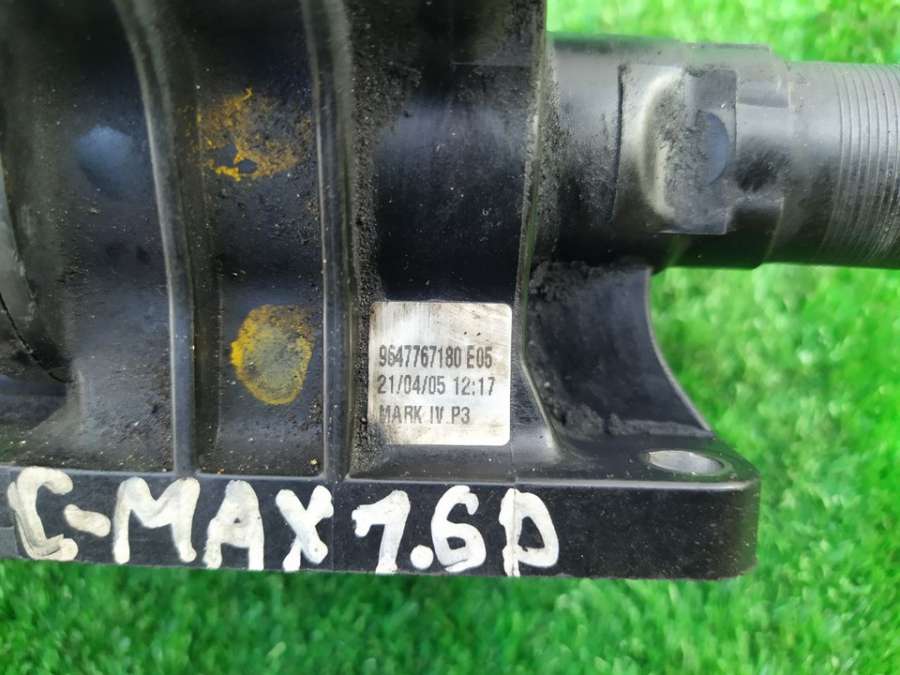 9647767180 E05
21/04/05 12:17
MARK IV P3
C-MAX 1.6D